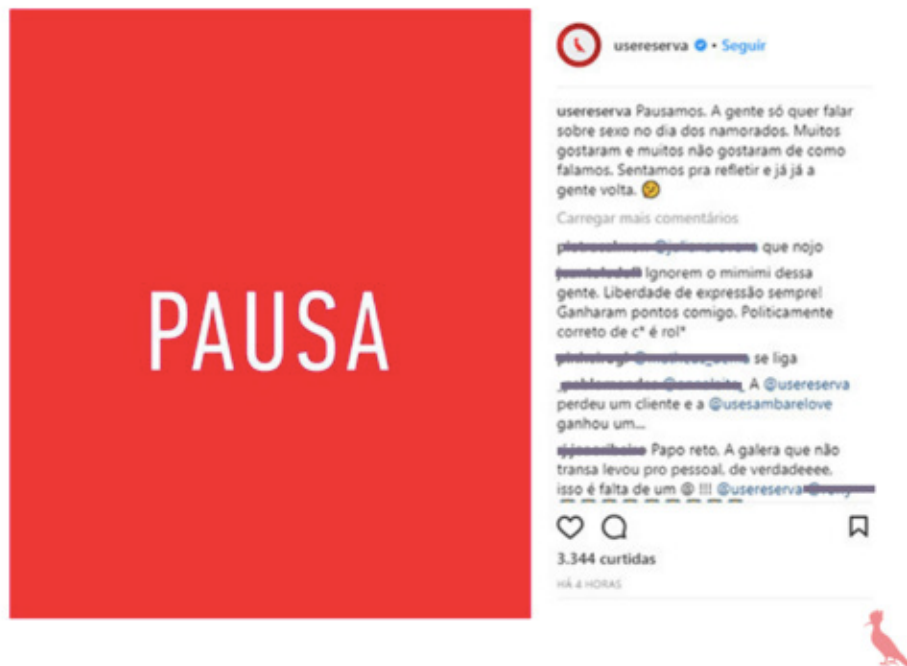 PAUSA
usereserva • Seguir
usereserva Pausamos. A gente só quer falar
sobre sexo no dia dos namorados. Muitos
gostaram e muitos não gostaram de como
falamos. Sentamos pra refletir e já já a
gente volta.
Carregar mais comentários
que nojo
Ignorem o mimimi dessa
gente. Liberdade de expressão sempre!
Ganharam pontos comigo. Politicamente
correto de c* é rol*
se liga
A @usereserva
perdeu um cliente e a @usesambarelove
ganhou um...
Papo reto. A galera que não
transa levou pro pessoal. de verdadeeee.
isso é falta de um @ !!! @usereserva
3.344 curtidas
HÁ 4 HORAS